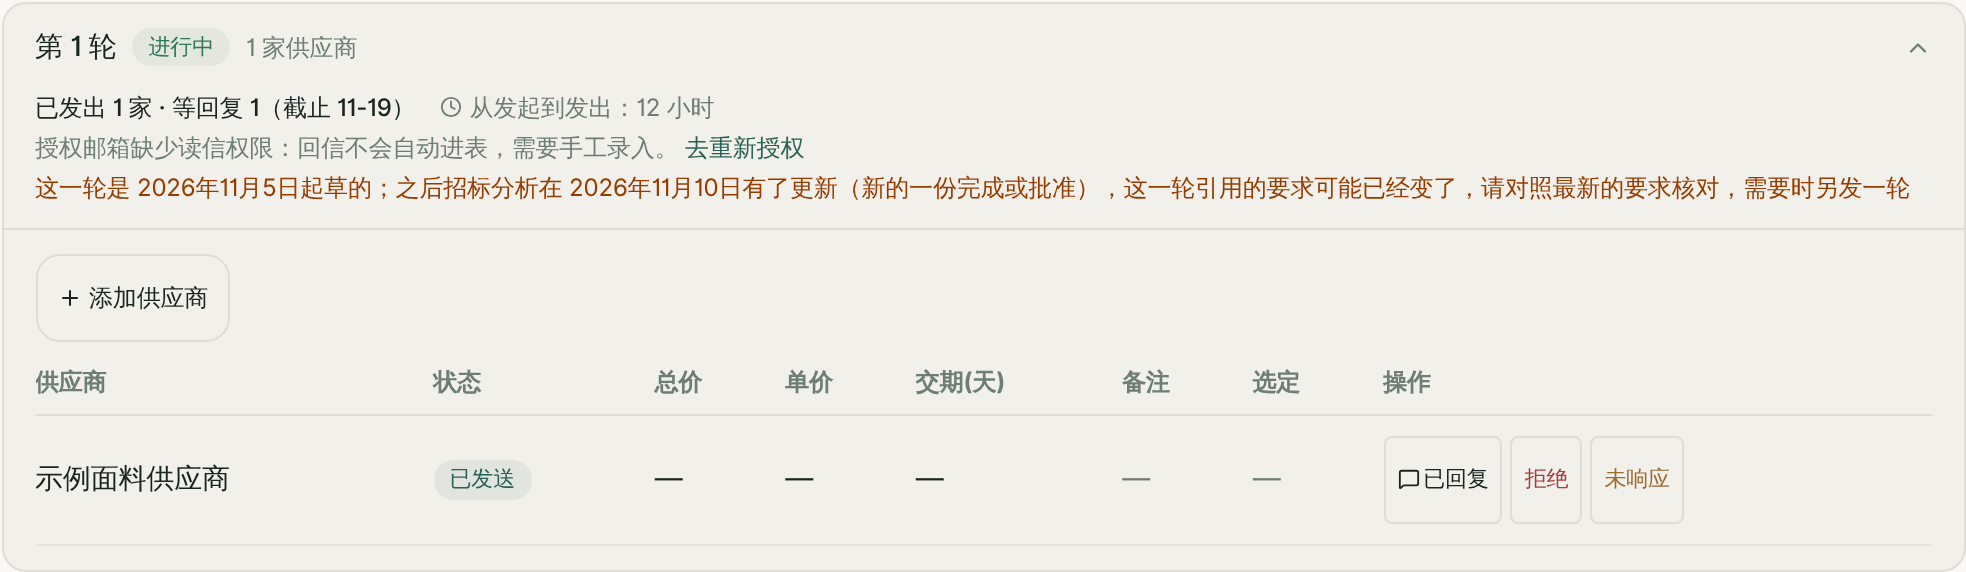 第 1 轮 进行中 1 家供应商
已发出 1 家 · 等回复 1（截止 11-19） 从发起到发出：12 小时
授权邮箱缺少读信权限：回信不会自动进表，需要手工录入。 去重新授权
这一轮是 2026年11月5日起草的；之后招标分析在 2026年11月10日有了更新（新的一份完成或批准），这一轮引用的要求可能已经变了，请对照最新的要求核对，需要时另发一轮
+ 添加供应商
供应商 状态 总价 单价 交期(天) 备注 选定 操作
示例面料供应商 已发送 — — — — — 已回复 拒绝 未响应